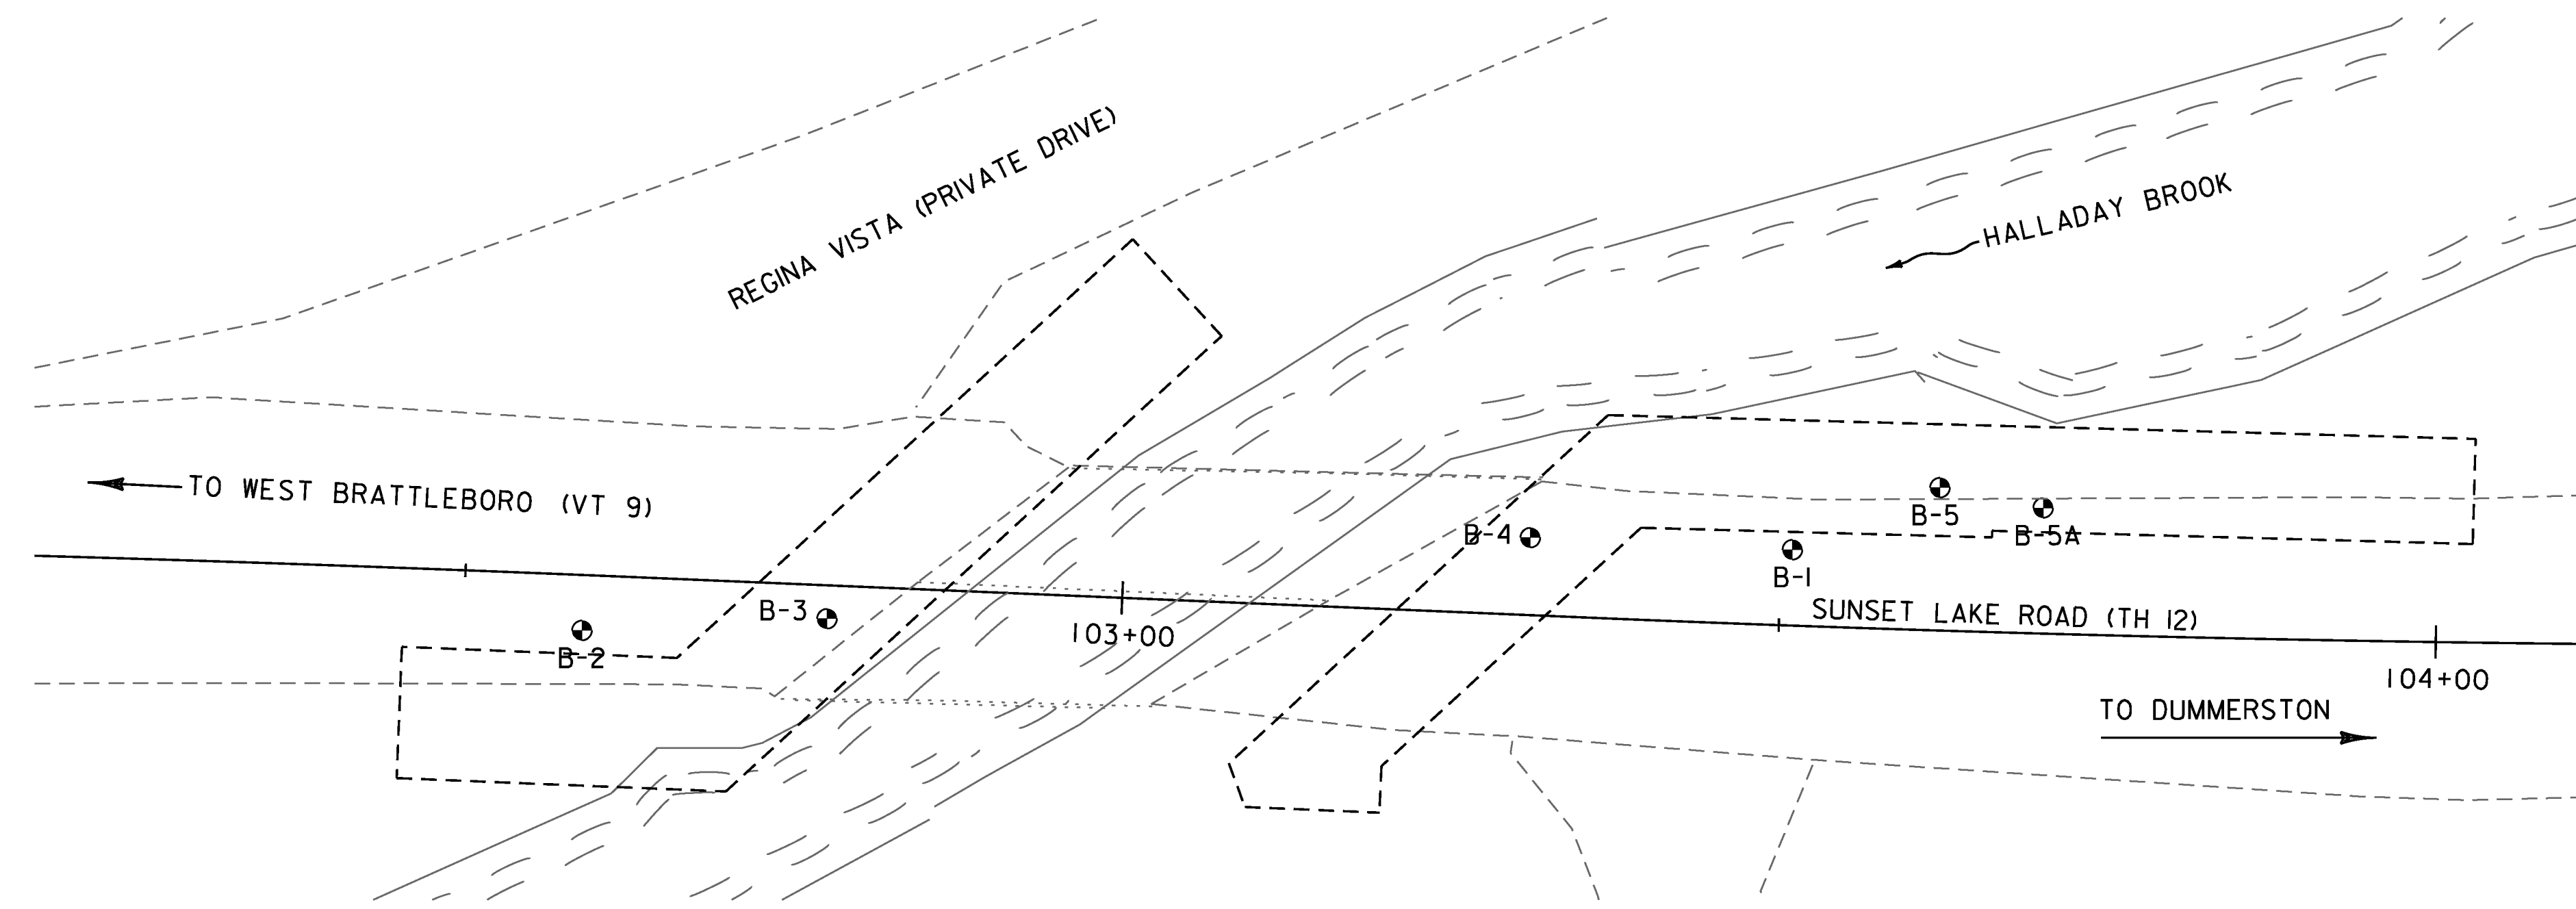 REGINA VISTA (PRIVATE DRIVE)
HALLADAY BROOK
TO WEST BRATTLEBORO (VT 9)
B-5
B-5A
B-4
B-1
B-3
SUNSET LAKE ROAD (TH 12)
103+00
B-2
104+00
TO DUMMERSTON